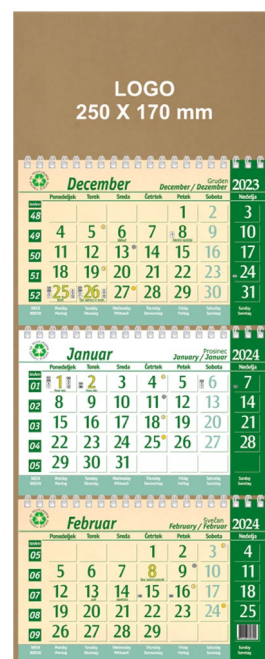 LOGO
250 X 170 mm
Gruden
December December / Dezember 2023
Ponedeljek Torek Sreda Četrtek Petek Sobota Nedelja
48 1 2 3
49 4 5 6 7 8 9 10
50 11 12 13 14 15 16 17
51 18 19 20 21 22 23 24
52 25 26 27 28 29 30 31
Prosinec
Januar January / Januar 2024
Ponedeljek Torek Sreda Četrtek Petek Sobota Nedelja
01 1 2 3 4 5 6 7
02 8 9 10 11 12 13 14
03 15 16 17 18 19 20 21
04 22 23 24 25 26 27 28
05 29 30 31
Svečan
Februar February / Februar 2024
Ponedeljek Torek Sreda Četrtek Petek Sobota Nedelja
05 1 2 3 4
06 5 6 7 8 9 10 11
07 12 13 14 15 16 17 18
08 19 20 21 22 23 24 25
09 26 27 28 29